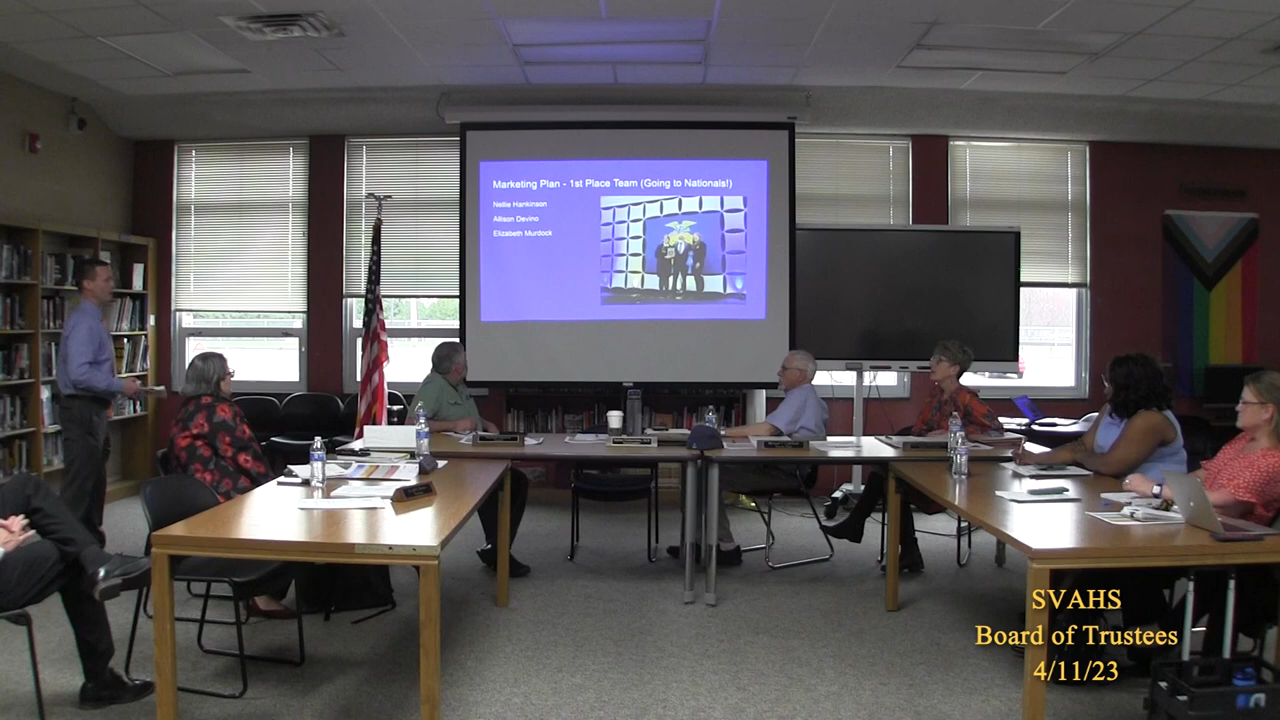 Marketing Plan - 1st Place Team (Going to Nationals!)
Nellie Hankinson
Allison Devino
Elizabeth Murdock
SVAHS
Board of Trustees
4/11/23